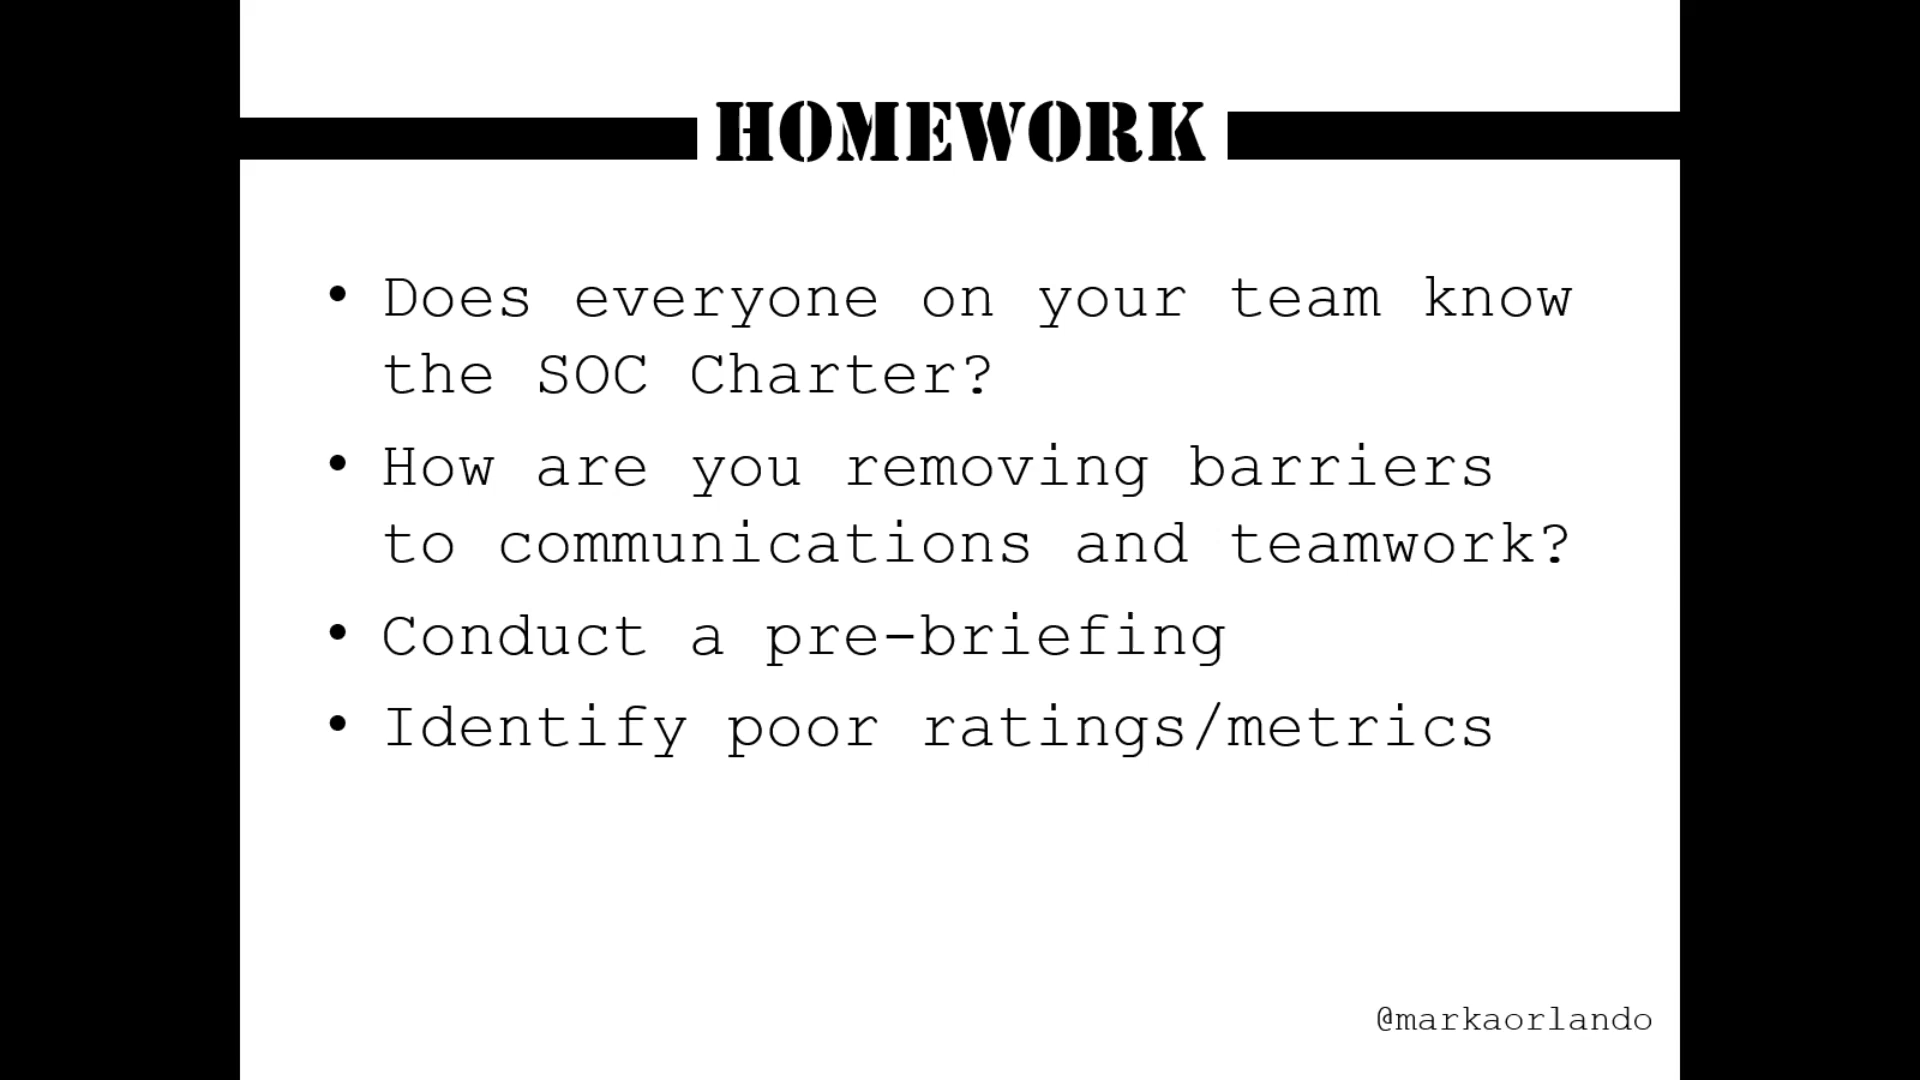 HOMEWORK
• Does everyone on your team know
the SOC Charter?
• How are you removing barriers
to communications and teamwork?
• Conduct a pre-briefing
• Identify poor ratings/metrics
@markaorlando